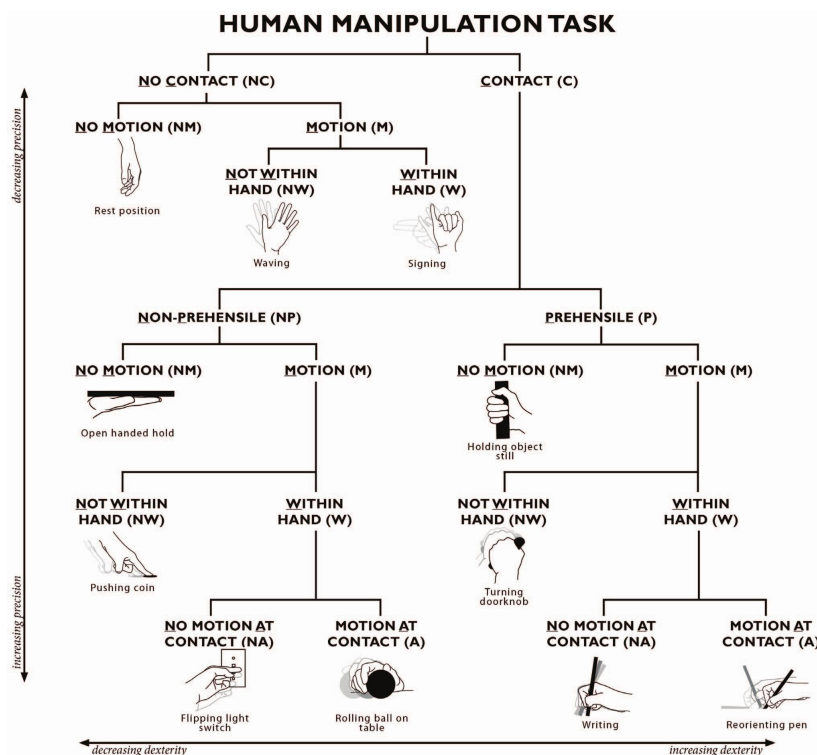 HUMAN MANIPULATION TASK
NO CONTACT (NC)
CONTACT (C)
decreasing precision
NO MOTION (NM)
MOTION (M)
Rest position
NOT WITHIN
HAND (NW)
WITHIN
HAND (W)
Waving
Signing
NON-PREHENSILE (NP)
PREHENSILE (P)
NO MOTION (NM)
MOTION (M)
NO MOTION (NM)
MOTION (M)
Open handed hold
Holding object
still
NOT WITHIN
HAND (NW)
WITHIN
HAND (W)
NOT WITHIN
HAND (NW)
WITHIN
HAND (W)
Pushing coin
Turning
doorknob
increasing precision
NO MOTION AT
CONTACT (NA)
MOTION AT
CONTACT (A)
NO MOTION AT
CONTACT (NA)
MOTION AT
CONTACT (A)
Flipping light
switch
Rolling ball on
table
Writing
Reorienting pen
decreasing dexterity
increasing dexterity